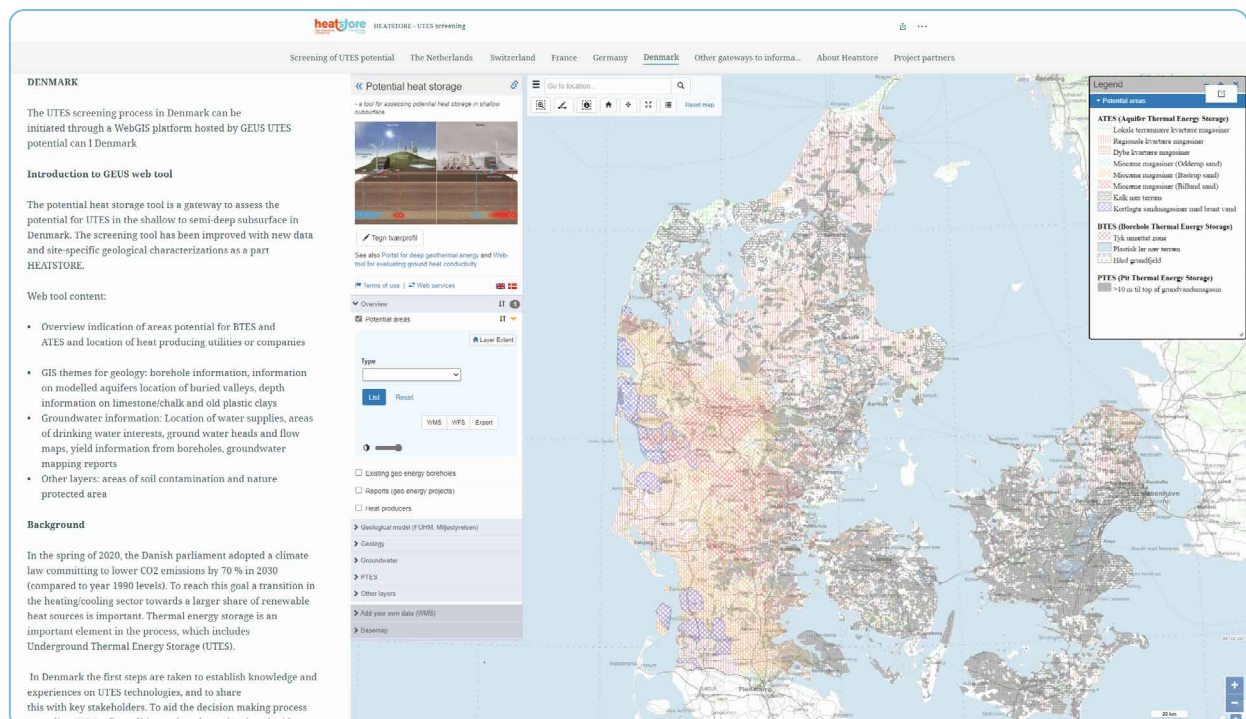 heatstore
HEATSTORE - UTES screening
Screening of UTES potential
The Netherlands
Switzerland
France
Germany
Denmark
Other gateways to informa...
About Heatstore
Project partners
DENMARK
The UTES screening process in Denmark can be
initiated through a WebGIS platform hosted by GEUS UTES
potential can I Denmark
Introduction to GEUS web tool
The potential heat storage tool is a gateway to assess the
potential for UTES in the shallow to semi-deep subsurface in
Denmark. The screening tool has been improved with new data
and site-specific geological characterizations as a part
HEATSTORE.
Web tool content:
• Overview indication of areas potential for BTES and
ATES and location of heat producing utilities or companies
• GIS themes for geology: borehole information, information
on modelled aquifers location of buried valleys, depth
information on limestone/chalk and old plastic clays
• Groundwater information: Location of water supplies, areas
of drinking water interests, ground water heads and flow
maps, yield information from boreholes, groundwater
mapping reports
• Other layers: areas of soil contamination and nature
protected area
Background
In the spring of 2020, the Danish parliament adopted a climate
law committing to lower CO2 emissions by 70 % in 2030
(compared to year 1990 levels). To reach this goal a transition in
the heating/cooling sector towards a larger share of renewable
heat sources is important. Thermal energy storage is an
important element in the process, which includes
Underground Thermal Energy Storage (UTES).
In Denmark the first steps are taken to establish knowledge and
experiences on UTES technologies, and to share
this with key stakeholders. To aid the decision making process
Potential heat storage
- a tool for assessing potential heat storage in shallow
subsurface
Tegn tværprofil
See also Portal for deep geothermal energy and Web-
tool for evaluating ground heat conductivity
Terms of use | Web services
Overview
1
Potential areas
Layer Extent
Type
List
Reset
WMS
WFS
Export
Existing geo energy boreholes
Reports (geo energy projects)
Heat producers
Geological model (FOHM, Miljøstyrelsen)
Geology
Groundwater
PTES
Other layers
Add your own data (WMS)
Basemap
Go to location...
Reset map
Legend
Potential areas
ATES (Aquifer Thermal Energy Storage)
Lokale terrænnære kvartære magasiner
Regionale kvartære magasiner
Dybe kvartære magasiner
Miocæne magasiner (Odderup sand)
Miocæne magasiner (Bastrup sand)
Miocæne magasiner (Billund sand)
Kalk nær terræn
Kortlagte sandmagasiner med brunt vand
BTES (Borehole Thermal Energy Storage)
Tyk umættet zone
Plastisk ler nær terræn
Hård grundfjeld
PTES (Pit Thermal Energy Storage)
>10 m til top af grundvandsmagasin
Göteborg
Aarhus
København
Flensburg
20 km